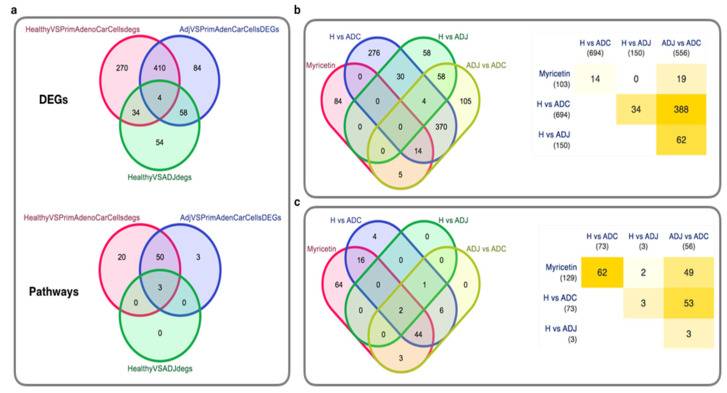 a
HealthyVSPrimAdenoCarCellsdegs
AdjVSPrimAdenCarCellsDEGs
270
410
84
4
34
58
54
DEGs
HealthyVSADJdegs
HealthyVSPrimAdenoCarCellsdegs
AdjVSPrimAdenCarCellsDEGs
20
50
3
3
0
0
0
Pathways
HealthyVSADJdegs
b
H vs ADC
H vs ADJ
Myricetin
ADJ vs ADC
276
58
0
30
58
84
0
4
105
0
0
370
0
14
5
H vs ADC
(694)
H vs ADJ
(150)
ADJ vs ADC
(556)
Myricetin
(103)
14
0
19
H vs ADC
(694)
34
388
H vs ADJ
(150)
62
c
H vs ADC
H vs ADJ
Myricetin
ADJ vs ADC
4
0
16
0
0
64
0
1
0
0
2
6
0
44
3
H vs ADC
(73)
H vs ADJ
(3)
ADJ vs ADC
(56)
Myricetin
(129)
62
2
49
H vs ADC
(73)
3
53
H vs ADJ
(3)
3